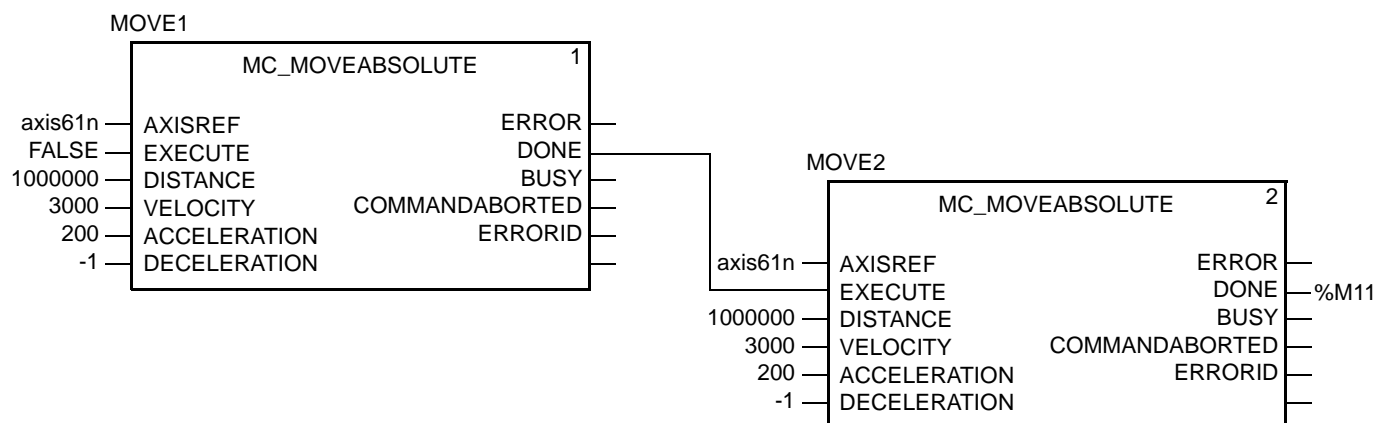 MOVE1
MC_MOVEABSOLUTE 1
axis61n AXISREF ERROR
FALSE EXECUTE DONE
1000000 DISTANCE BUSY
3000 VELOCITY COMMANDABORTED
200 ACCELERATION ERRORID
-1 DECELERATION
MOVE2
MC_MOVEABSOLUTE 2
axis61n AXISREF ERROR
EXECUTE DONE %M11
1000000 DISTANCE BUSY
3000 VELOCITY COMMANDABORTED
200 ACCELERATION ERRORID
-1 DECELERATION